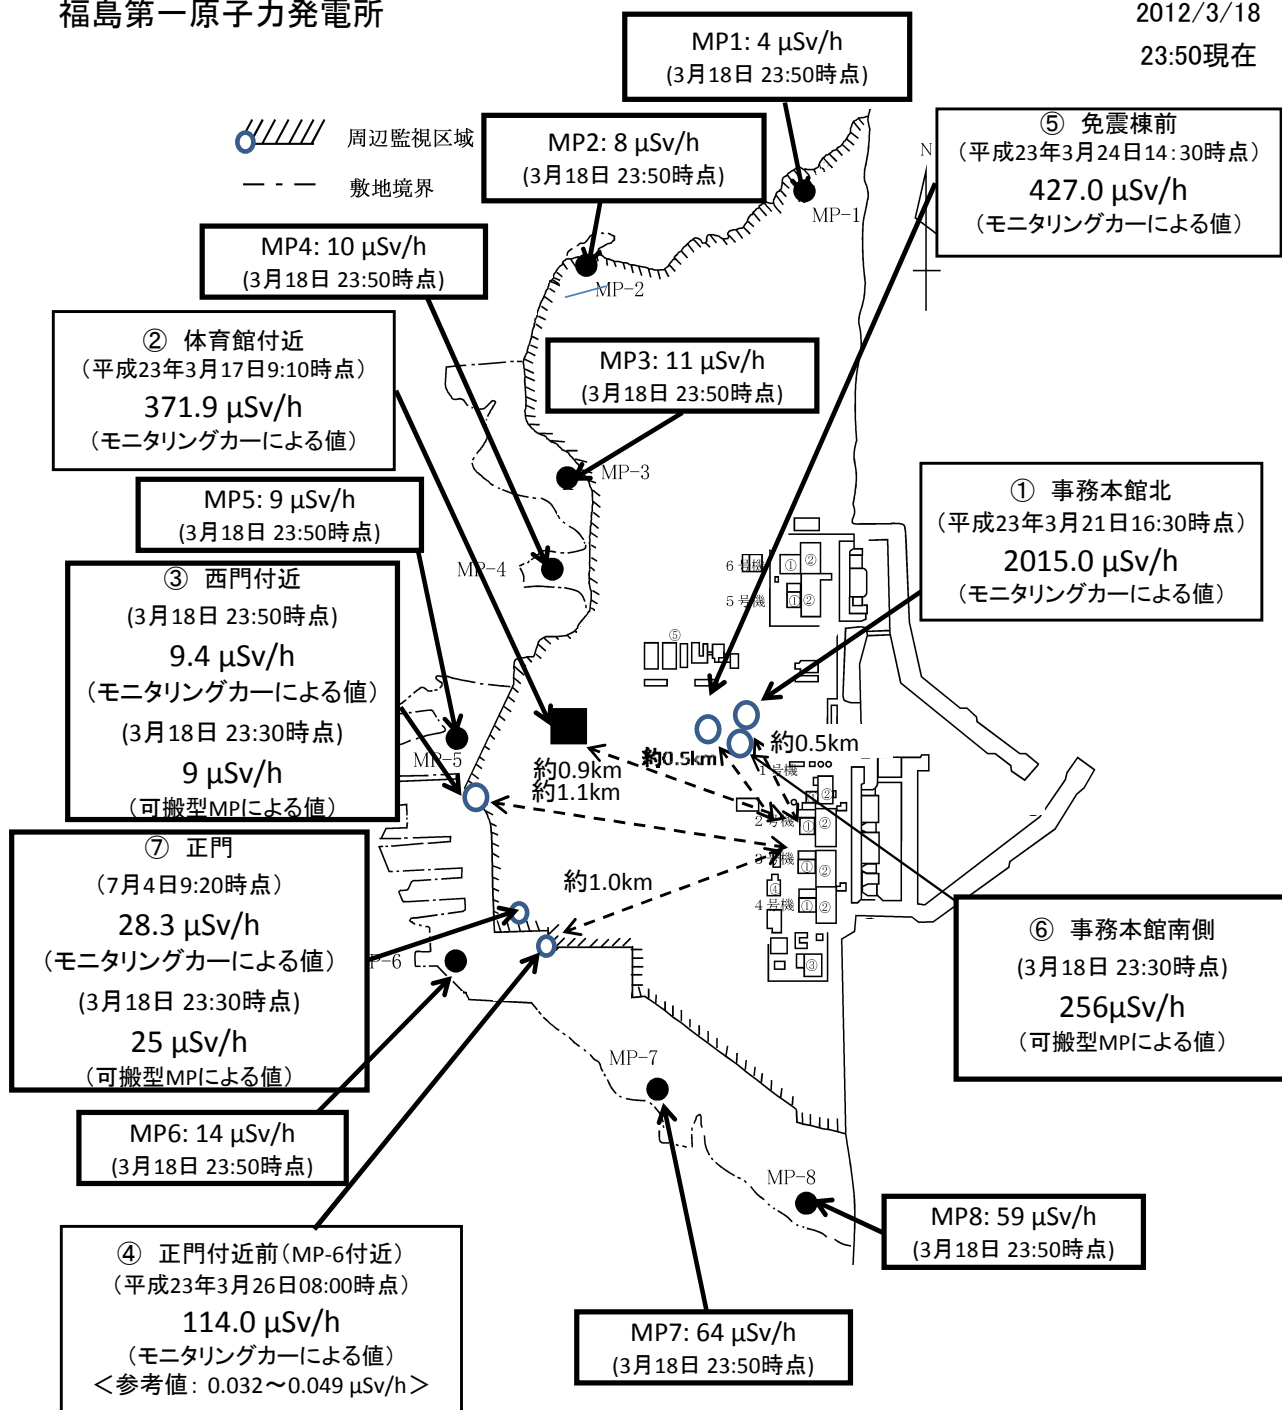 福島第一原子力発電所
2012/3/18
23:50現在
MP1: 4 μSv/h
(3月18日 23:50時点)
周辺監視区域
敷地境界
MP2: 8 μSv/h
(3月18日 23:50時点)
⑤ 免震棟前
(平成23年3月24日14:30時点)
427.0 μSv/h
(モニタリングカーによる値)
N
MP-1
MP4: 10 μSv/h
(3月18日 23:50時点)
MP-2
② 体育館付近
(平成23年3月17日9:10時点)
371.9 μSv/h
(モニタリングカーによる値)
MP3: 11 μSv/h
(3月18日 23:50時点)
MP-3
MP5: 9 μSv/h
(3月18日 23:50時点)
① 事務本館北
(平成23年3月21日16:30時点)
2015.0 μSv/h
(モニタリングカーによる値)
MP-4
6号機
① ②
5号機
① ②
③ 西門付近
(3月18日 23:50時点)
9.4 μSv/h
(モニタリングカーによる値)
(3月18日 23:30時点)
9 μSv/h
(可搬型MPによる値)
⑤
MP-5
約0.9km
約1.1km
約0.5km
約0.5km
1号機
②
2号機
① ②
3号機
①
④
4号機
① ②
③
約1.0km
⑦ 正門
(7月4日9:20時点)
28.3 μSv/h
(モニタリングカーによる値)
(3月18日 23:30時点)
25 μSv/h
(可搬型MPによる値)
P-6
⑥ 事務本館南側
(3月18日 23:30時点)
256μSv/h
(可搬型MPによる値)
MP-7
MP6: 14 μSv/h
(3月18日 23:50時点)
MP-8
MP8: 59 μSv/h
(3月18日 23:50時点)
④ 正門付近前(MP-6付近)
(平成23年3月26日08:00時点)
114.0 μSv/h
(モニタリングカーによる値)
<参考値: 0.032～0.049 μSv/h>
MP7: 64 μSv/h
(3月18日 23:50時点)